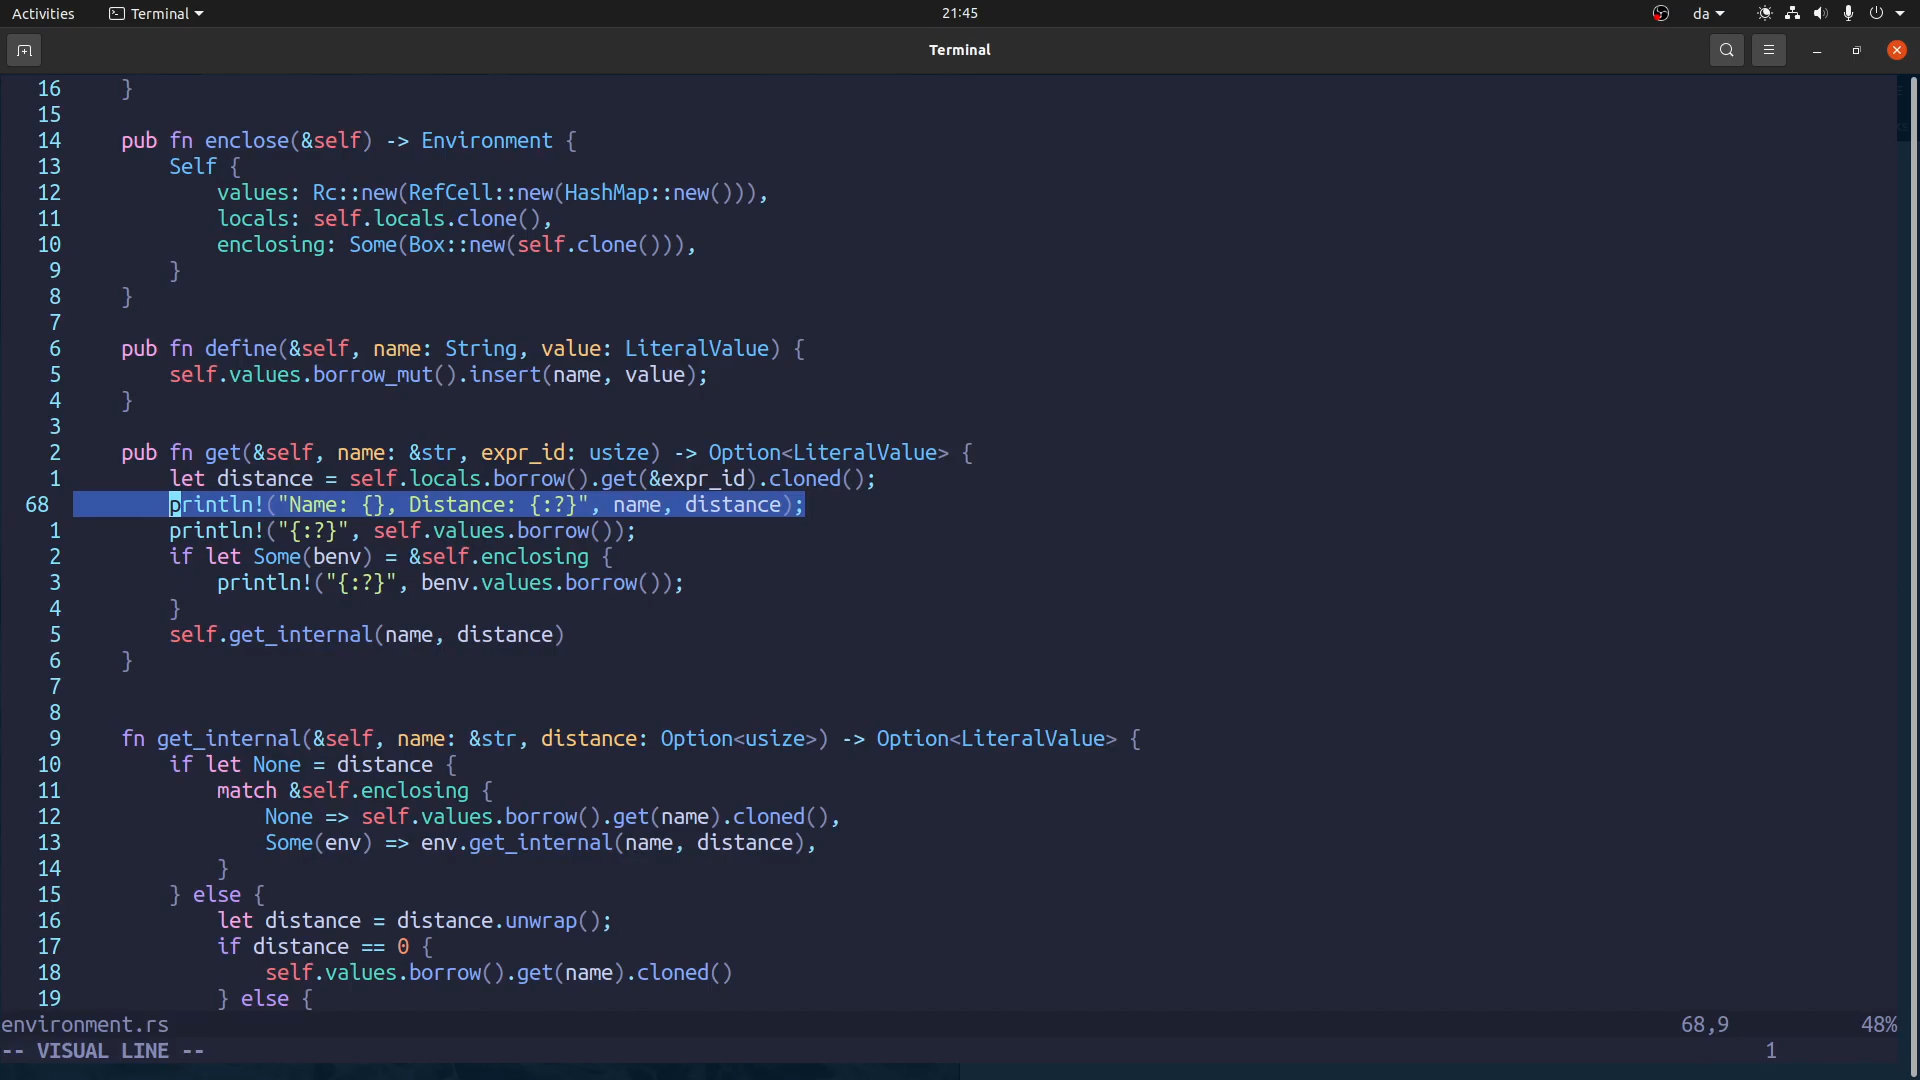 Activities Terminal 21:45 da
Terminal
16 }
15
14 pub fn enclose(&self) -> Environment {
13 Self {
12 values: Rc::new(RefCell::new(HashMap::new())),
11 locals: self.locals.clone(),
10 enclosing: Some(Box::new(self.clone())),
9 }
8 }
7
6 pub fn define(&self, name: String, value: LiteralValue) {
5 self.values.borrow_mut().insert(name, value);
4 }
3
2 pub fn get(&self, name: &str, expr_id: usize) -> Option<LiteralValue> {
1 let distance = self.locals.borrow().get(&expr_id).cloned();
68 println!("Name: {}, Distance: {:?}", name, distance);
1 println!("{:?}", self.values.borrow());
2 if let Some(benv) = &self.enclosing {
3 println!("{:?}", benv.values.borrow());
4 }
5 self.get_internal(name, distance)
6 }
7
8
9 fn get_internal(&self, name: &str, distance: Option<usize>) -> Option<LiteralValue> {
10 if let None = distance {
11 match &self.enclosing {
12 None => self.values.borrow().get(name).cloned(),
13 Some(env) => env.get_internal(name, distance),
14 }
15 } else {
16 let distance = distance.unwrap();
17 if distance == 0 {
18 self.values.borrow().get(name).cloned()
19 } else {
environment.rs 68,9 48%
-- VISUAL LINE -- 1